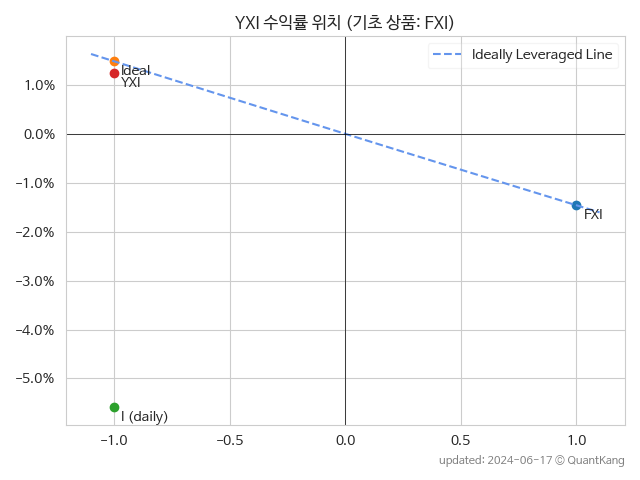 YXI 수익률 위치 (기초 상품: FXI)
Ideally Leveraged Line
1.0%
0.0%
−1.0%
−2.0%
−3.0%
−4.0%
−5.0%
Ideal
YXI
FXI
I (daily)
−1.0 −0.5 0.0 0.5 1.0
updated: 2024-06-17 © QuantKang